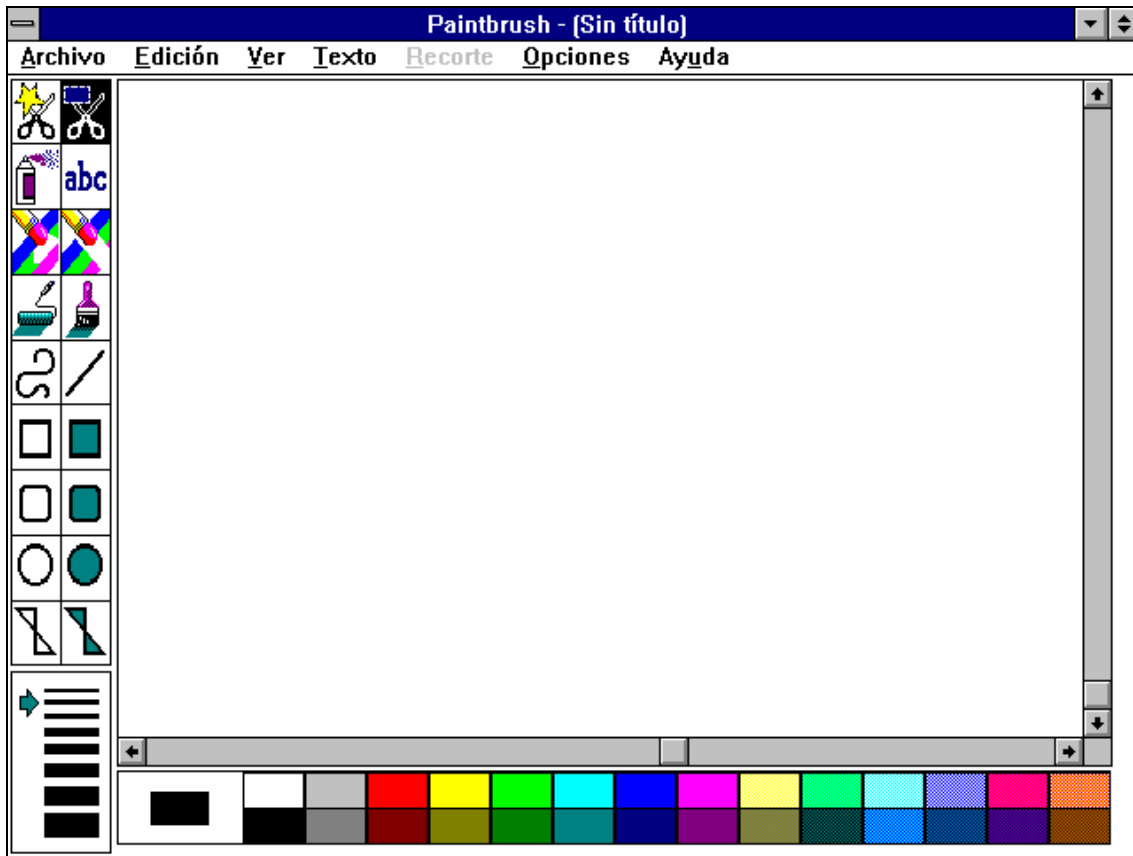 Paintbrush - (Sin título)
Archivo Edición Ver Texto Recorte Opciones Ayuda
abc